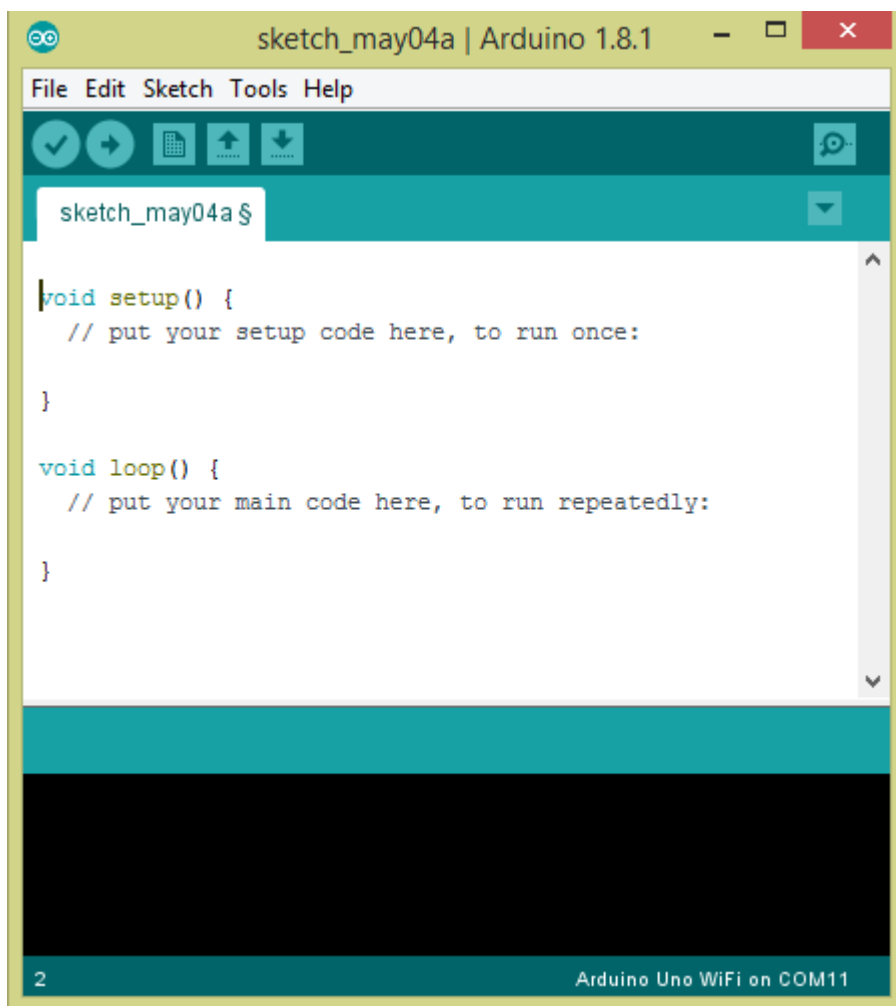 sketch_may04a | Arduino 1.8.1
File Edit Sketch Tools Help
sketch_may04a §
void setup() {
// put your setup code here, to run once:
}
void loop() {
// put your main code here, to run repeatedly:
}
2 Arduino Uno WiFi on COM11